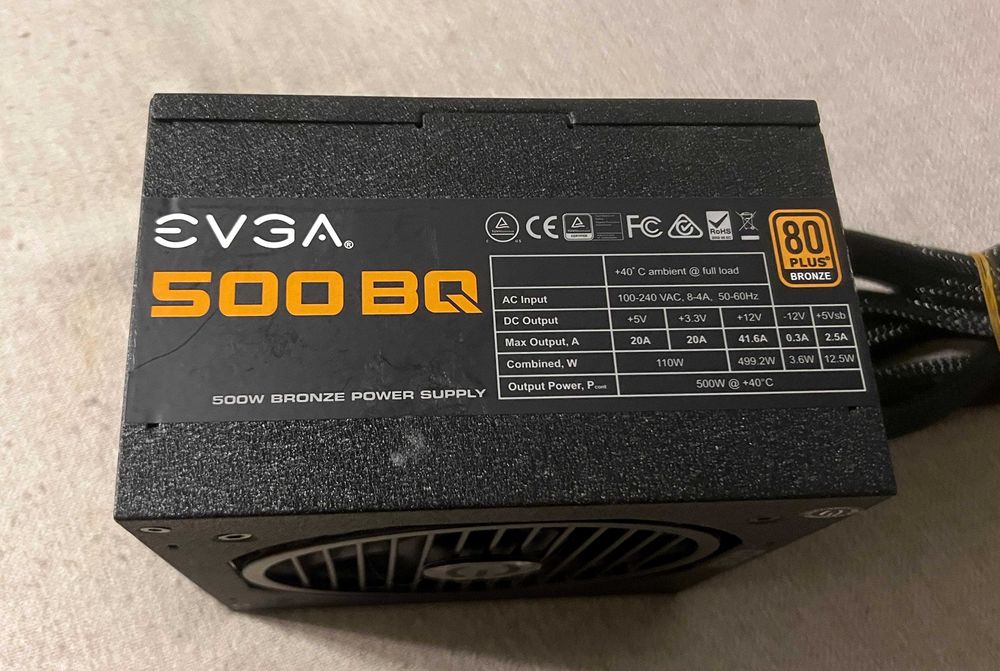 EVGA®
500 BQ
500W BRONZE POWER SUPPLY
CE FC RoHS
80 PLUS® BRONZE
+40°C ambient @ full load
AC Input 100-240 VAC, 8-4A, 50-60Hz
DC Output +5V +3.3V +12V -12V +5Vsb
Max Output, A 20A 20A 41.6A 0.3A 2.5A
Combined, W 110W 499.2W 3.6W 12.5W
Output Power, Pcont 500W @ +40°C